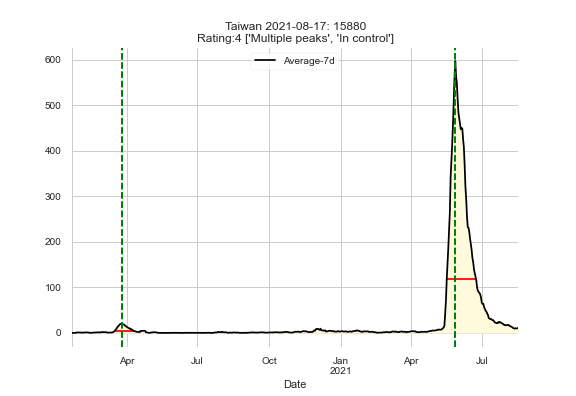 Taiwan 2021-08-17: 15880
Rating:4 ['Multiple peaks', 'In control']
Average-7d
600
500
400
300
200
100
0
Apr
Jul
Oct
Jan
2021
Apr
Jul
Date